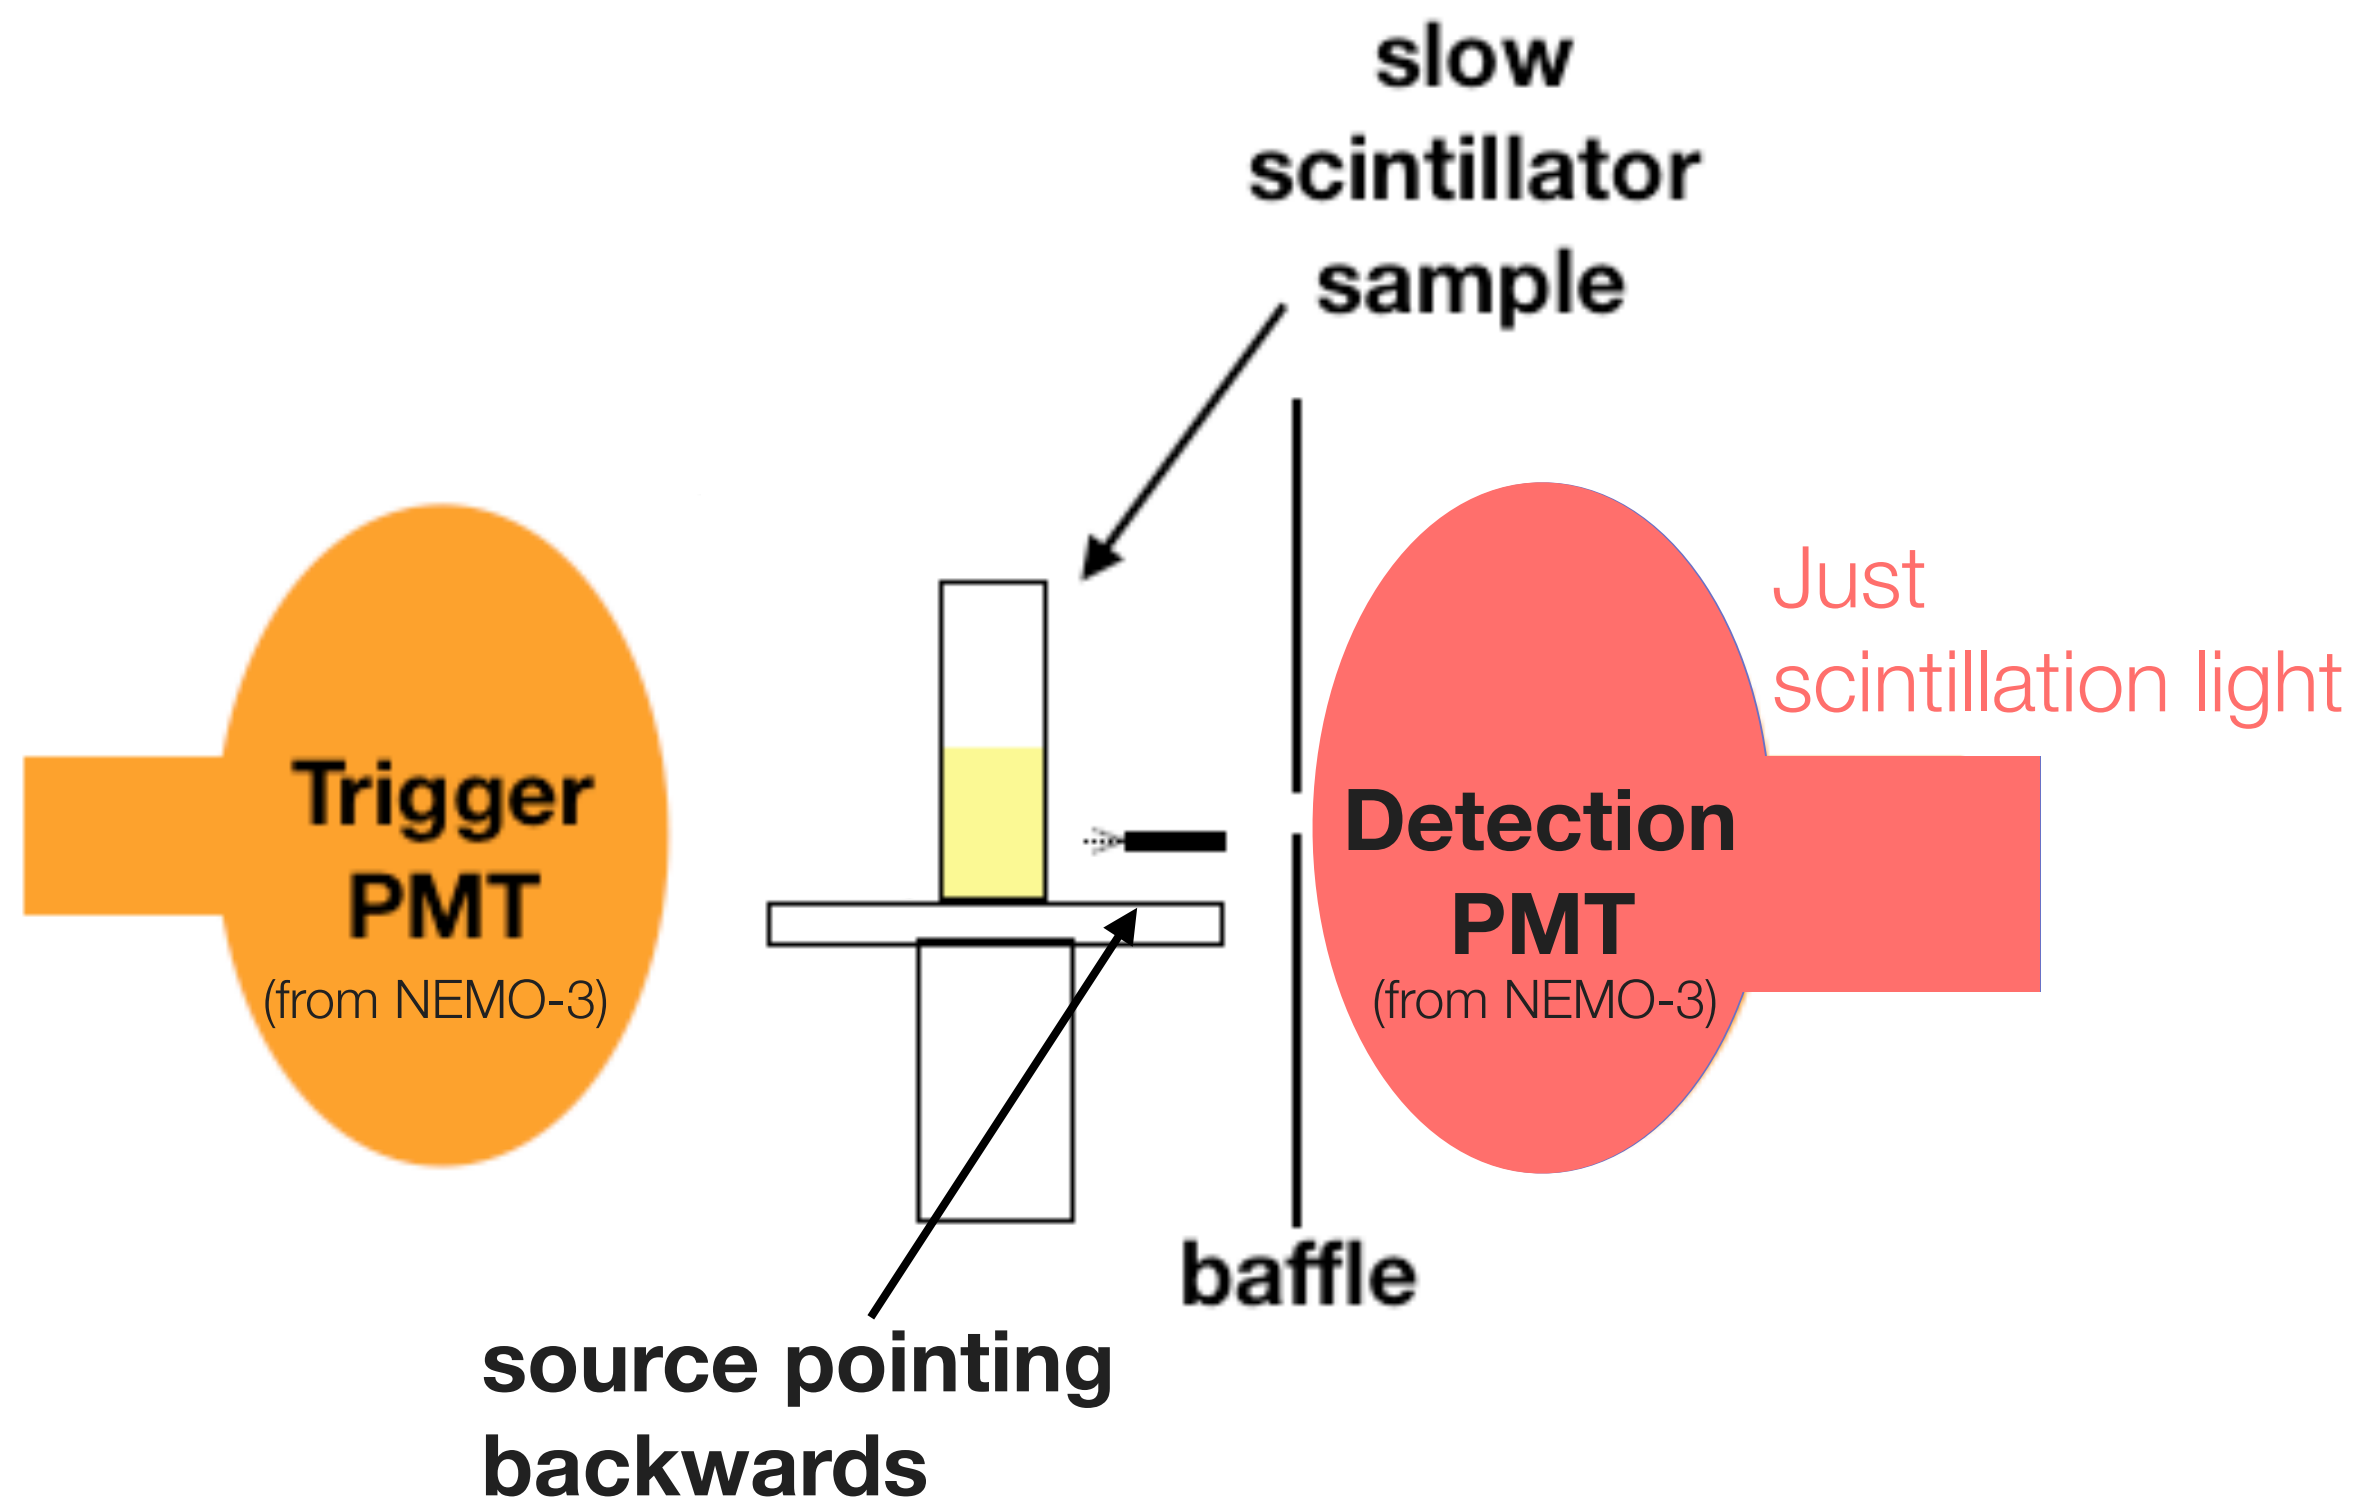 slow
scintillator
sample
Just
scintillation light
Trigger
PMT
(from NEMO-3)
Detection
PMT
(from NEMO-3)
baffle
source pointing
backwards